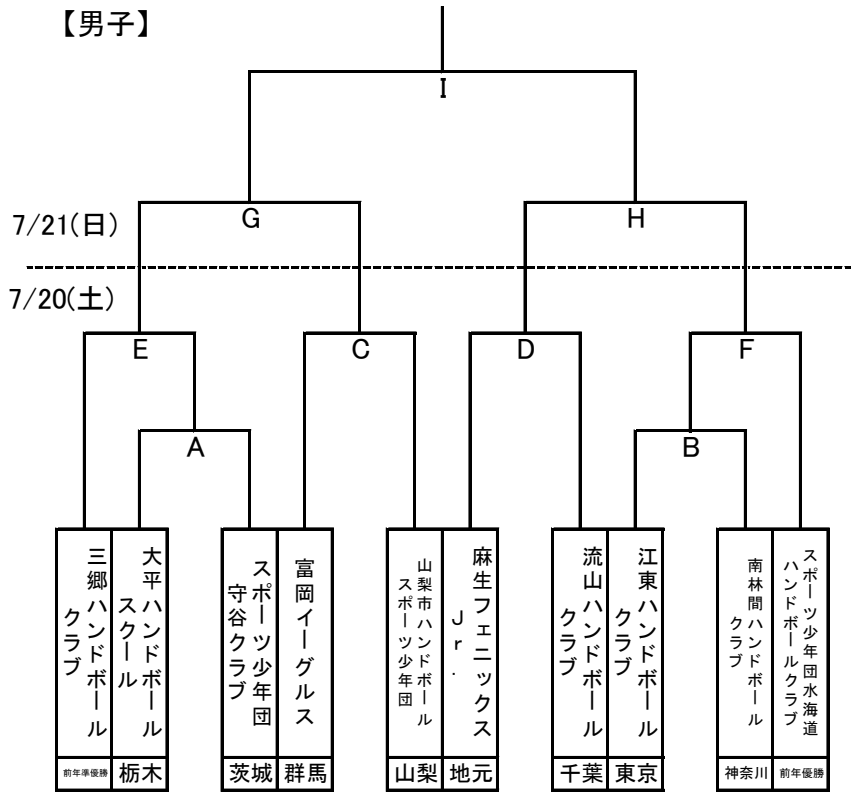 【男子】
I
7/21(日)
G
H
7/20(土)
E
C
D
F
A
B
三郷ハンドボール
クラブ
大平ハンドボール
スクール
スポーツ少年団
守谷クラブ
富岡イーグルス
山梨市ハンドボール
スポーツ少年団
麻生フェニックス
Jr.
流山ハンドボール
クラブ
江東ハンドボール
クラブ
南林間ハンドボール
クラブ
スポーツ少年団水海道
ハンドボールクラブ
前年準優勝
栃木
茨城
群馬
山梨
地元
千葉
東京
神奈川
前年優勝